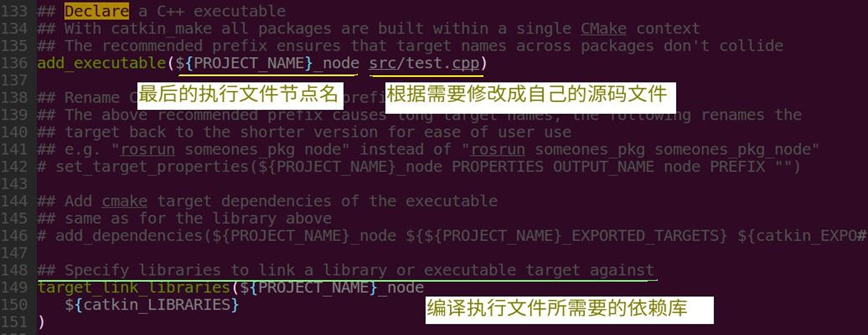 133 ## Declare a C++ executable
134 ## With catkin_make all packages are built within a single CMake context
135 ## The recommended prefix ensures that target names across packages don't collide
136 add_executable(${PROJECT_NAME}_node src/test.cpp)
137
最后的执行文件节点名
根据需要修改成自己的源码文件
138 ## Rename C
139 ## The above recommended prefix causes long target names, the following renames the
140 ## target back to the shorter version for ease of user use
141 ## e.g. "rosrun someones_pkg node" instead of "rosrun someones_pkg someones_pkg_node"
142 # set_target_properties(${PROJECT_NAME}_node PROPERTIES OUTPUT_NAME node PREFIX "")
143
144 ## Add cmake target dependencies of the executable
145 ## same as for the library above
146 # add_dependencies(${PROJECT_NAME}_node ${${PROJECT_NAME}_EXPORTED_TARGETS} ${catkin_EXPO#
147
148 ## Specify libraries to link a library or executable target against
149 target_link_libraries(${PROJECT_NAME}_node
150 ${catkin_LIBRARIES}
编译执行文件所需要的依赖库
151 )